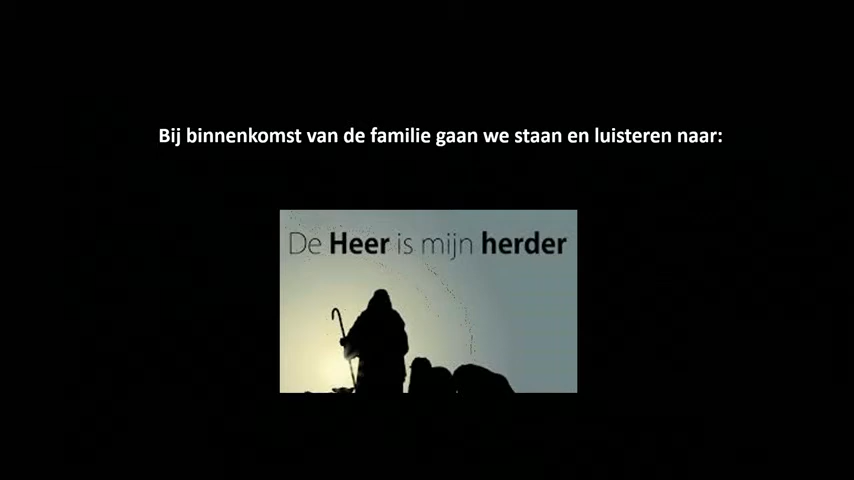 Bij binnenkomst van de familie gaan we staan en luisteren naar:
De Heer is mijn herder